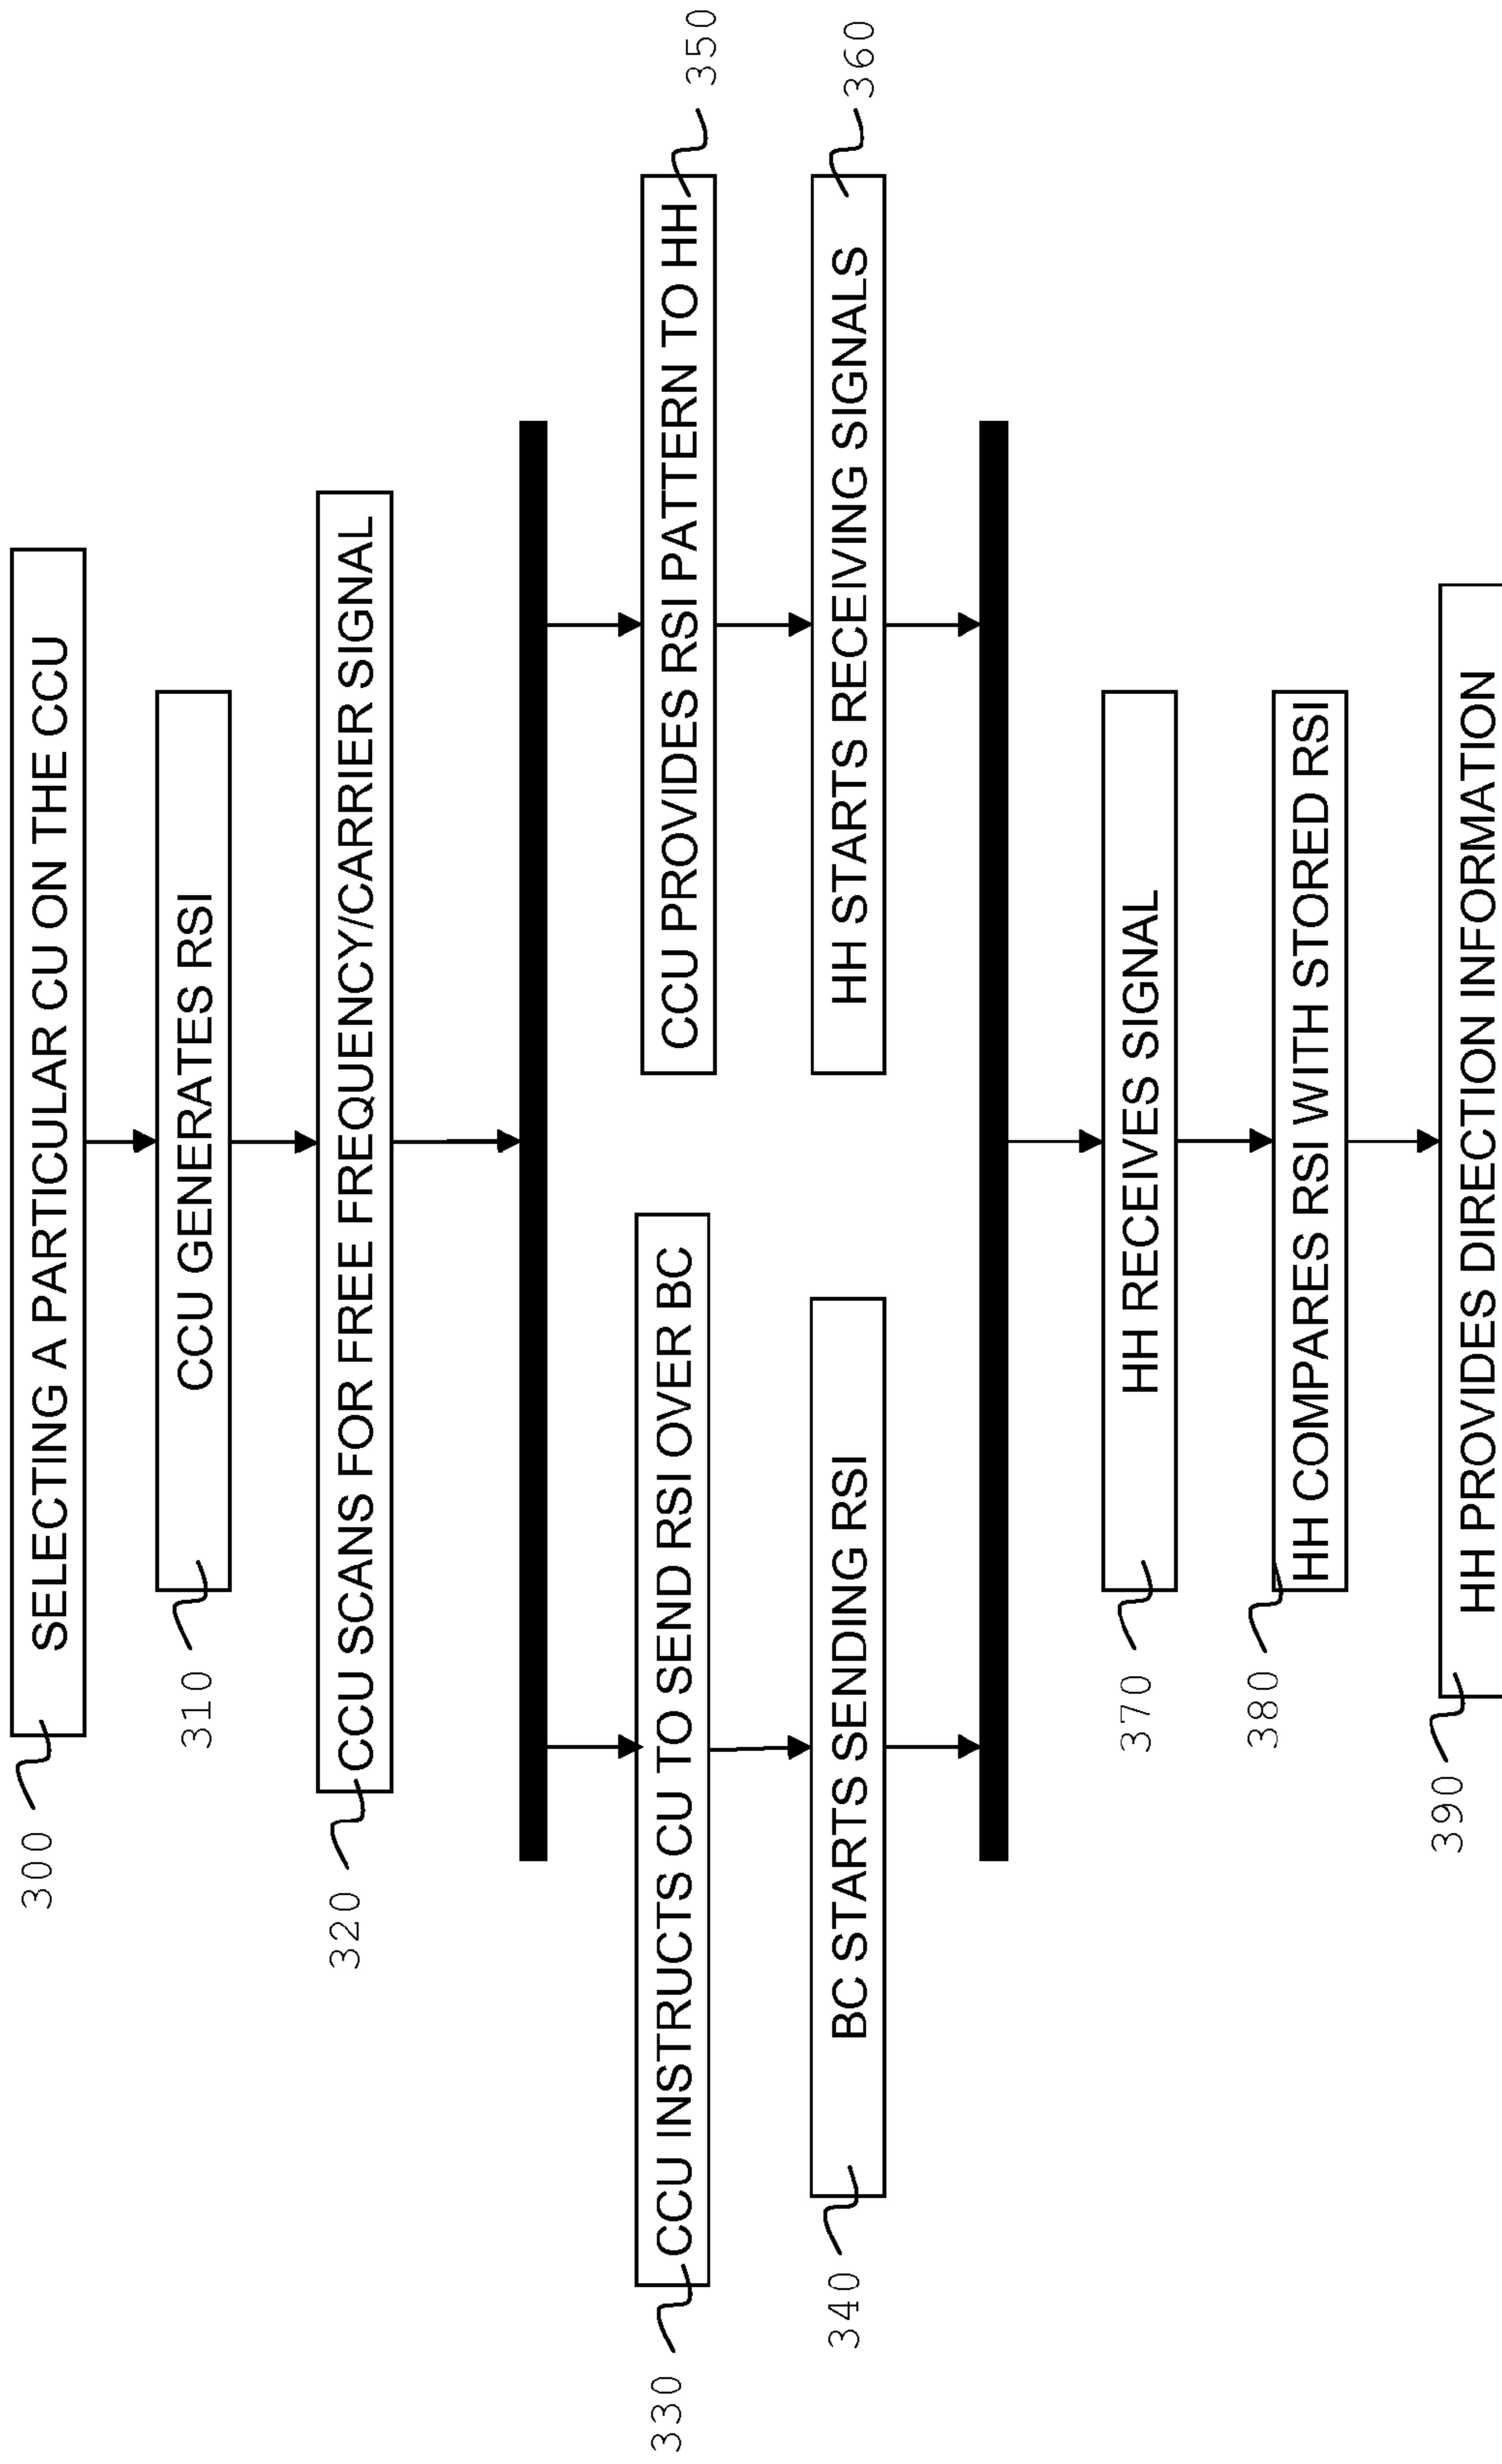 300
SELECTING A PARTICULAR CU ON THE CCU
310
CCU GENERATES RSI
320
CCU SCANS FOR FREE FREQUENCY/CARRIER SIGNAL
330
CCU INSTRUCTS CU TO SEND RSI OVER BC
340
BC STARTS SENDING RSI
CCU PROVIDES RSI PATTERN TO HH
350
HH STARTS RECEIVING SIGNALS
360
370
HH RECEIVES SIGNAL
380
HH COMPARES RSI WITH STORED RSI
390
HH PROVIDES DIRECTION INFORMATION